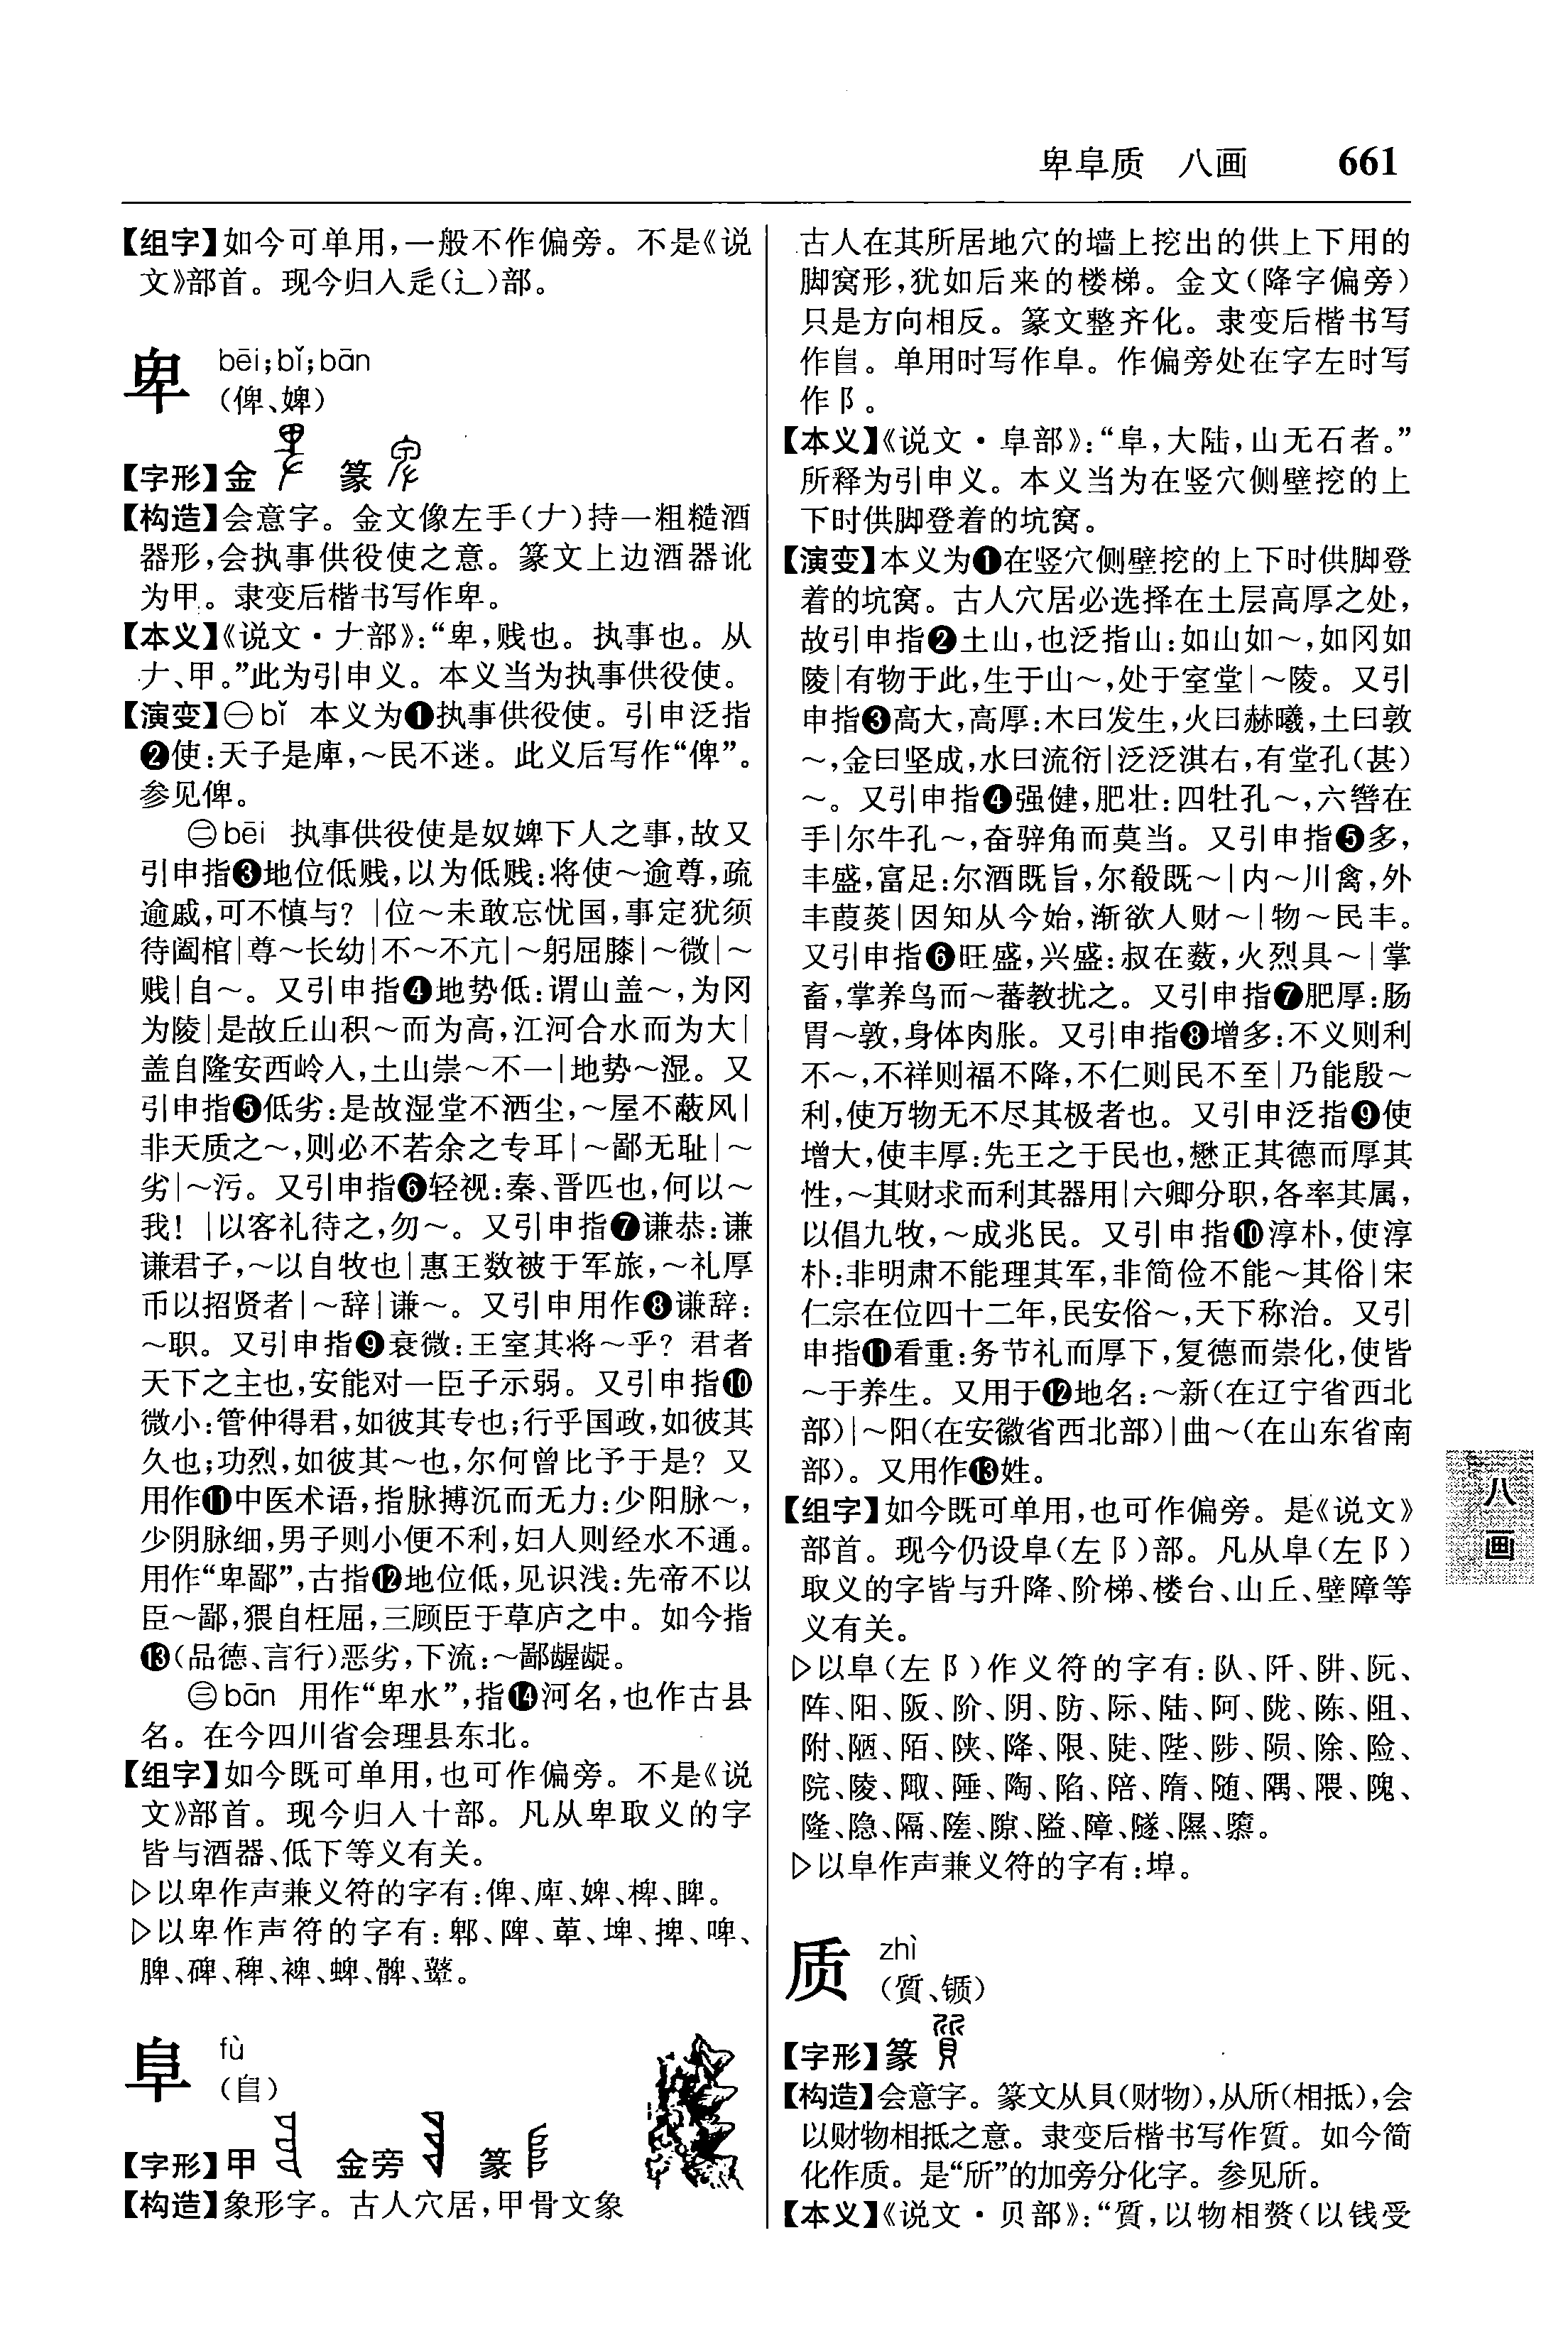 卑阜质 八画 661
【组字】如今可单用,一般不作偏旁。不是《说
文》部首。现今归入辵(辶)部。
卑 bēi;bǐ;bān
(俾、婢)
【字形】金 篆
【构造】会意字。金文像左手(𠂇)持一粗糙酒
器形,会执事供役使之意。篆文上边酒器讹
为甲。隶变后楷书写作卑。
【本义】《说文·𠂇部》:“卑,贱也。执事也。从
𠂇、甲。”此为引申义。本义当为执事供役使。
【演变】㊀bǐ 本义为❶执事供役使。引申泛指
❷使:天子是庳,～民不迷。此义后写作“俾”。
参见俾。
㊁bēi 执事供役使是奴婢下人之事,故又
引申指❸地位低贱,以为低贱:将使～逾尊,疏
逾戚,可不慎与?|位～未敢忘忧国,事定犹须
待阖棺|尊～长幼|不～不亢|～躬屈膝|～微|～
贱|自～。又引申指❹地势低:谓山盖～,为冈
为陵|是故丘山积～而为高,江河合水而为大|
盖自隆安西岭入,土山崇～不一|地势～湿。又
引申指❺低劣:是故湿堂不洒尘,～屋不蔽风|
非天质之～,则必不若余之专耳|～鄙无耻|～
劣|～污。又引申指❻轻视:秦、晋匹也,何以～
我!|以客礼待之,勿～。又引申指❼谦恭:谦
谦君子,～以自牧也|惠王数被于军旅,～礼厚
币以招贤者|～辞|谦～。又引申用作❽谦辞:
～职。又引申指❾衰微:王室其将～乎?君者
天下之主也,安能对一臣子示弱。又引申指❿
微小:管仲得君,如彼其专也;行乎国政,如彼其
久也;功烈,如彼其～也,尔何曾比予于是?又
用作⓫中医术语,指脉搏沉而无力:少阳脉～,
少阴脉细,男子则小便不利,妇人则经水不通。
用作“卑鄙”,古指⓬地位低,见识浅:先帝不以
臣～鄙,猥自枉屈,三顾臣于草庐之中。如今指
⓭(品德、言行)恶劣,下流:～鄙龌龊。
㊂bān 用作“卑水”,指⓮河名,也作古县
名。在今四川省会理县东北。
【组字】如今既可单用,也可作偏旁。不是《说
文》部首。现今归入十部。凡从卑取义的字
皆与酒器、低下等义有关。
▷以卑作声兼义符的字有:俾、庳、婢、椑、睥。
▷以卑作声符的字有:郫、陴、萆、埤、捭、啤、
脾、碑、稗、裨、蜱、髀、鼙。
阜 fù
(𨸏)
【字形】甲 金旁 篆
【构造】象形字。古人穴居,甲骨文象
古人在其所居地穴的墙上挖出的供上下用的
脚窝形,犹如后来的楼梯。金文(降字偏旁)
只是方向相反。篆文整齐化。隶变后楷书写
作𨸏。单用时写作阜。作偏旁处在字左时写
作阝。
【本义】《说文·𨸏部》:“𨸏,大陆,山无石者。”
所释为引申义。本义当为在竖穴侧壁挖的上
下时供脚登着的坑窝。
【演变】本义为❶在竖穴侧壁挖的上下时供脚登
着的坑窝。古人穴居必选择在土层高厚之处,
故引申指❷土山,也泛指山:如山如～,如冈如
陵|有物于此,生于山～,处于室堂|～陵。又引
申指❸高大,高厚:木曰发生,火曰赫曦,土曰敦
～,金曰坚成,水曰流衍|泛泛淇右,有堂孔(甚)
～。又引申指❹强健,肥壮:四牡孔～,六辔在
手|尔牛孔～,奋骍角而莫当。又引申指❺多,
丰盛,富足:尔酒既旨,尔殽既～|内～川禽,外
丰葭菼|因知从今始,渐欲人财～|物～民丰。
又引申指❻旺盛,兴盛:叔在薮,火烈具～|掌
畜,掌养鸟而～蕃教扰之。又引申指❼肥厚:肠
胃～敦,身体肉胀。又引申指❽增多:不义则利
不～,不祥则福不降,不仁则民不至|乃能殷～
利,使万物无不尽其极者也。又引申泛指❾使
增大,使丰厚:先王之于民也,懋正其德而厚其
性,～其财求而利其器用|六卿分职,各率其属,
以倡九牧,～成兆民。又引申指❿淳朴,使淳
朴:非明肃不能理其军,非简俭不能～其俗|宋
仁宗在位四十二年,民安俗～,天下称治。又引
申指⓫看重:务节礼而厚下,复德而崇化,使皆
～于养生。又用于⓬地名:～新(在辽宁省西北
部)|～阳(在安徽省西北部)|曲～(在山东省南
部)。又用作⓭姓。
【组字】如今既可单用,也可作偏旁。是《说文》
部首。现今仍设阜(左阝)部。凡从阜(左阝)
取义的字皆与升降、阶梯、楼台、山丘、壁障等
义有关。
▷以阜(左阝)作义符的字有:队、阡、阱、阮、
阵、阳、阪、阶、阴、防、际、陆、阿、陇、陈、阻、
附、陋、陌、陕、降、限、陡、陛、陟、陨、除、险、
院、陵、陬、陲、陶、陷、陪、隋、随、隅、隈、隗、
隆、隐、隔、隓、隙、隘、障、隧、隰、隳。
▷以阜作声兼义符的字有:埠。
质 zhì
(質、锧)
【字形】篆
【构造】会意字。篆文从貝(财物),从斦(相抵),会
以财物相抵之意。隶变后楷书写作質。如今简
化作质。是“斦”的加旁分化字。参见斦。
【本义】《说文·贝部》:“質,以物相赘(以钱受
八画